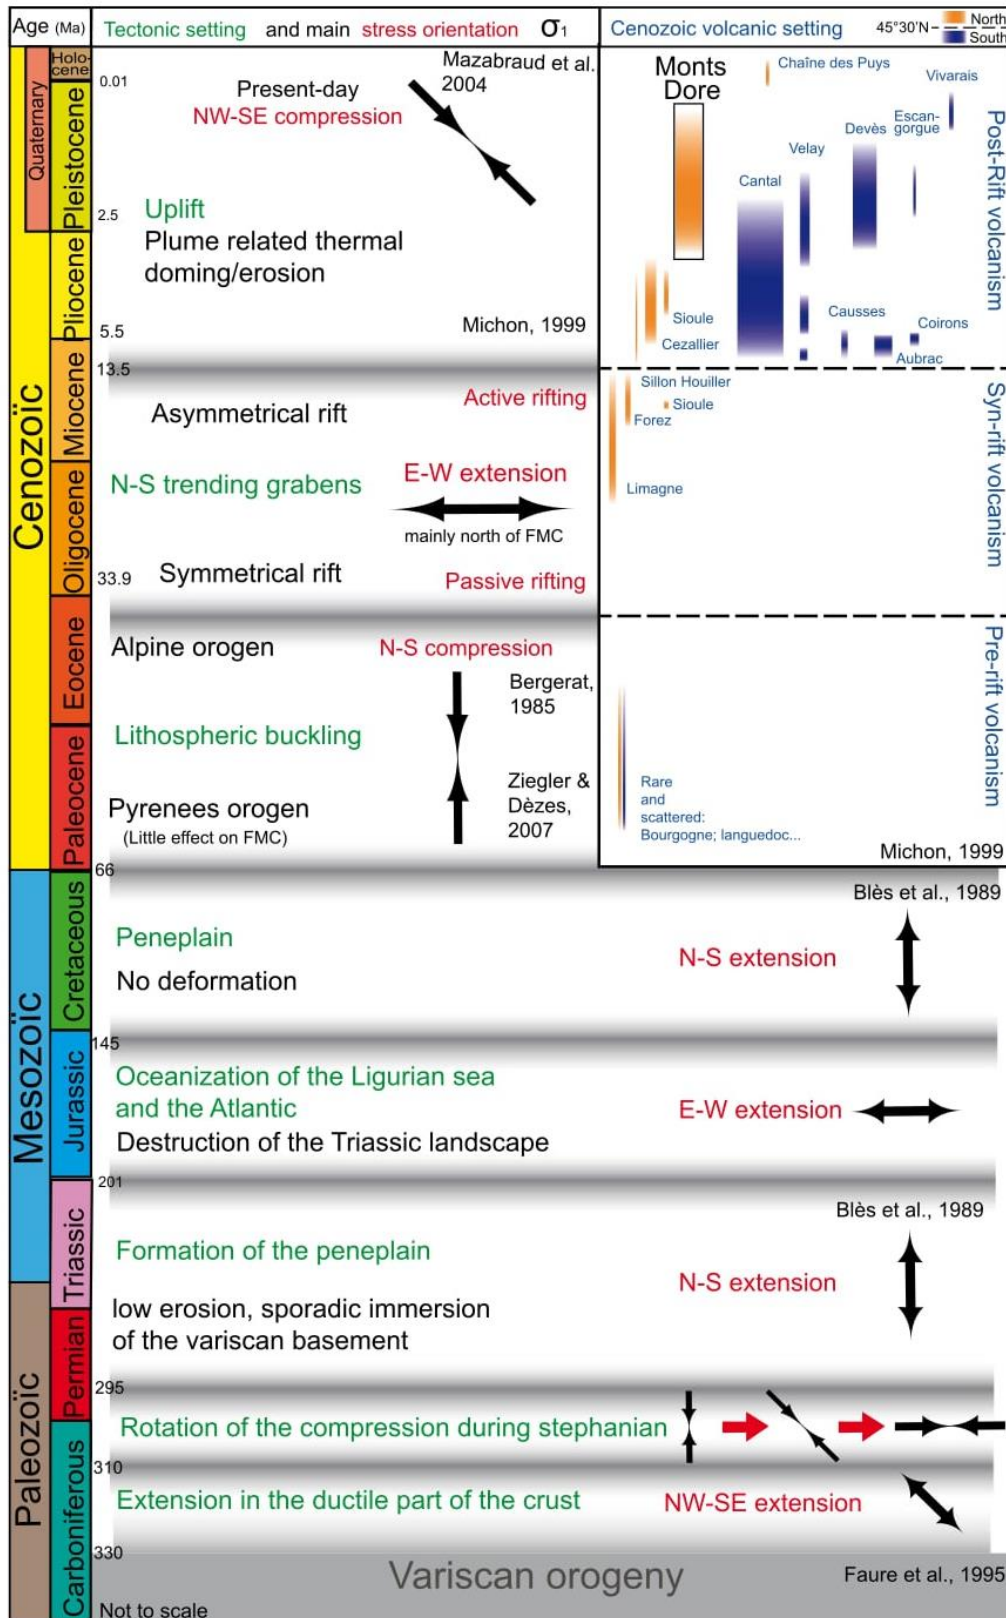 Age (Ma)
Tectonic setting and main stress orientation σ1
Cenozoic volcanic setting
45°30'N
North
South
Cenozoïc
Mesozoïc
Paleozoïc
Quaternary
Holo-
cene
Pleistocene
Pliocene
Miocene
Oligocene
Eocene
Paleocene
Cretaceous
Jurassic
Triassic
Permian
Carboniferous
0.01
2.5
5.5
13.5
33.9
66
145
201
295
310
330
Not to scale
Mazabraud et al.
2004
Present-day
NW-SE compression
Uplift
Plume related thermal
doming/erosion
Michon, 1999
Active rifting
Asymmetrical rift
E-W extension
N-S trending grabens
mainly north of FMC
Symmetrical rift
Passive rifting
Alpine orogen
N-S compression
Bergerat,
1985
Lithospheric buckling
Ziegler &
Dèzes,
2007
Pyrenees orogen
(Little effect on FMC)
Monts
Dore
Chaîne des Puys
Vivarais
Escan-
gorgue
Devès
Velay
Cantal
Sioule
Cezallier
Causses
Coirons
Aubrac
Post-Rift volcanism
Sillon Houiller
Sioule
Forez
Limagne
Syn-rift volcanism
Pre-rift volcanism
Rare
and
scattered:
Bourgogne; languedoc...
Michon, 1999
Blès et al., 1989
Peneplain
N-S extension
No deformation
Oceanization of the Ligurian sea
and the Atlantic
E-W extension
Destruction of the Triassic landscape
Blès et al., 1989
Formation of the peneplain
N-S extension
low erosion, sporadic immersion
of the variscan basement
Rotation of the compression during stephanian
Extension in the ductile part of the crust
NW-SE extension
Variscan orogeny
Faure et al., 1995